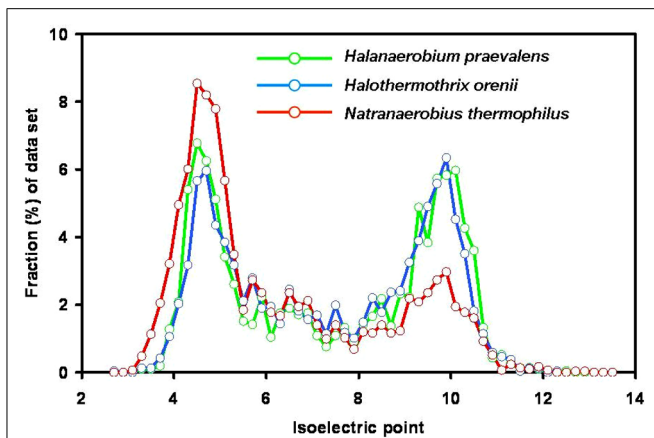 10
8
6
4
2
0
Fraction (%) of data set
Halanaerobium praevalens
Halothermothrix orenii
Natranaerobius thermophilus
2 4 6 8 10 12 14
Isoelectric point